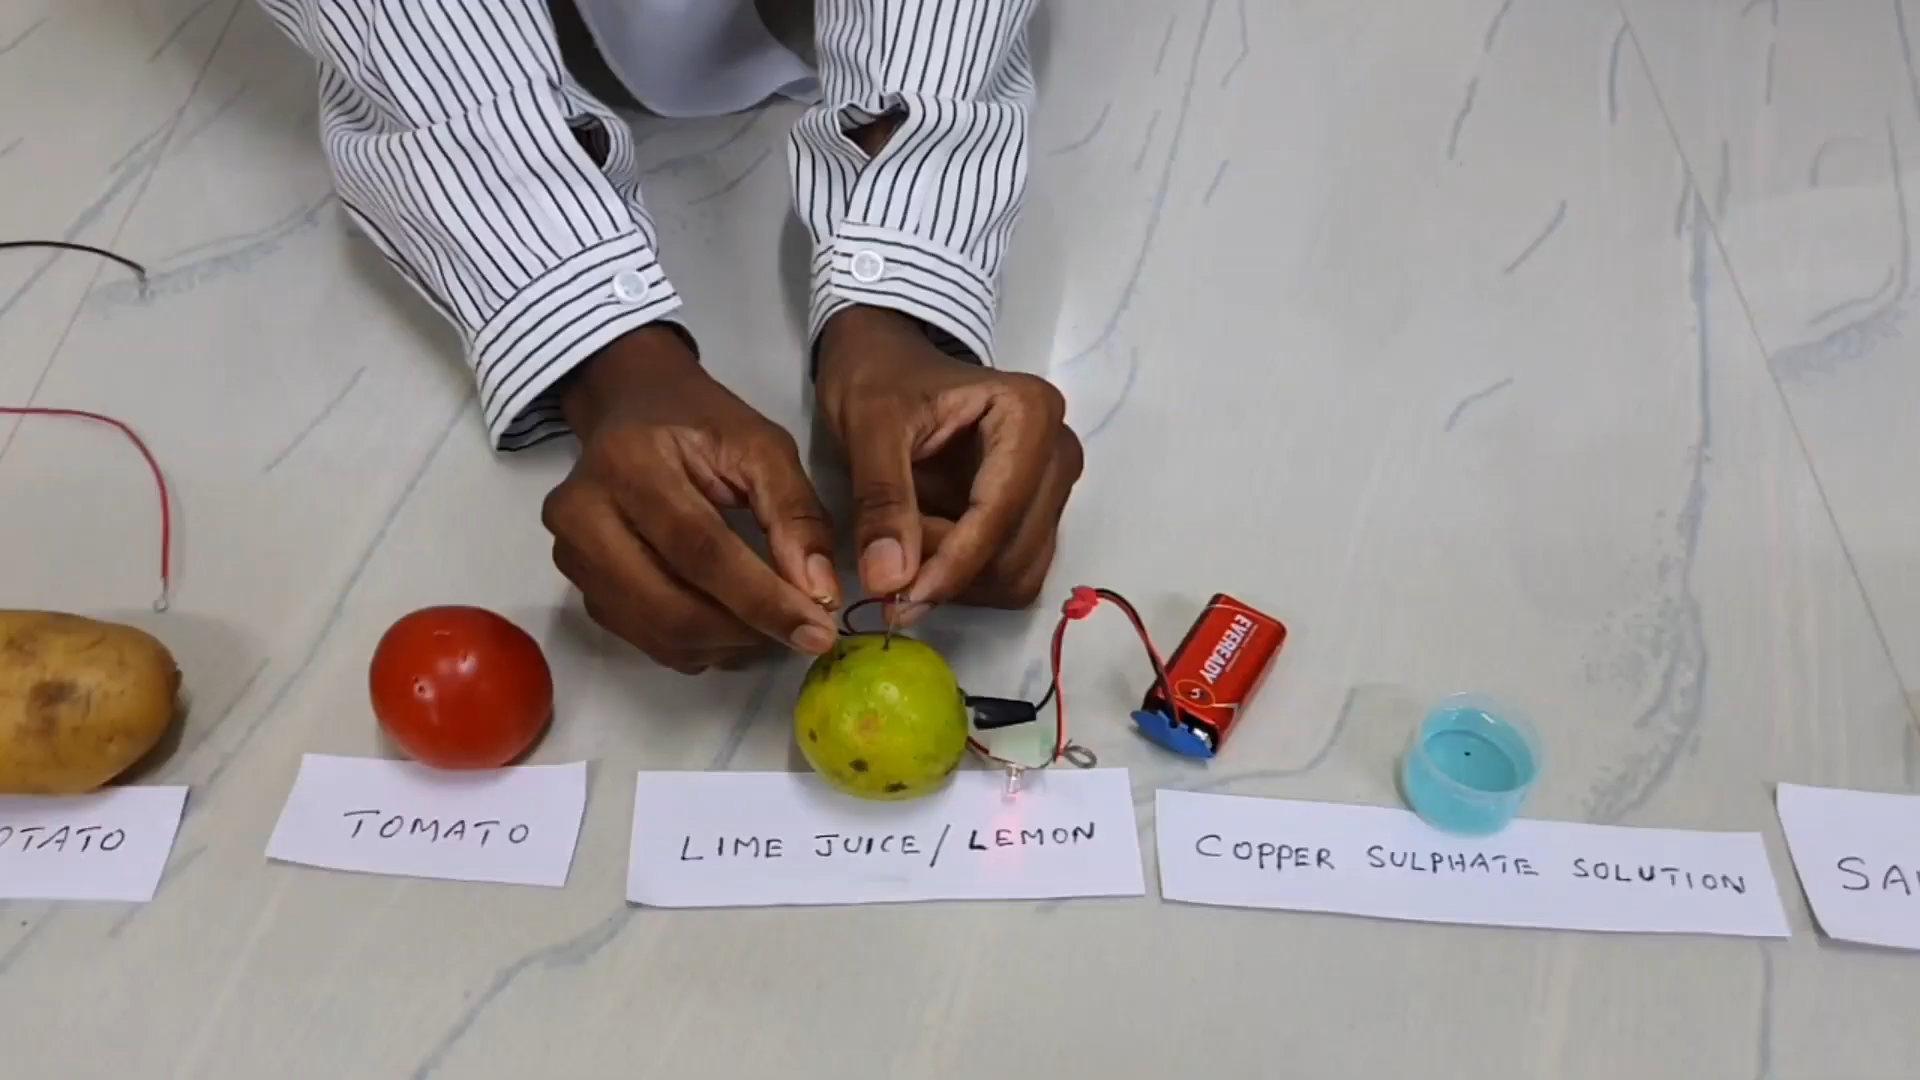 EVEREADY
OTATO
TOMATO
LIME JUICE / LEMON
COPPER SULPHATE SOLUTION
SA